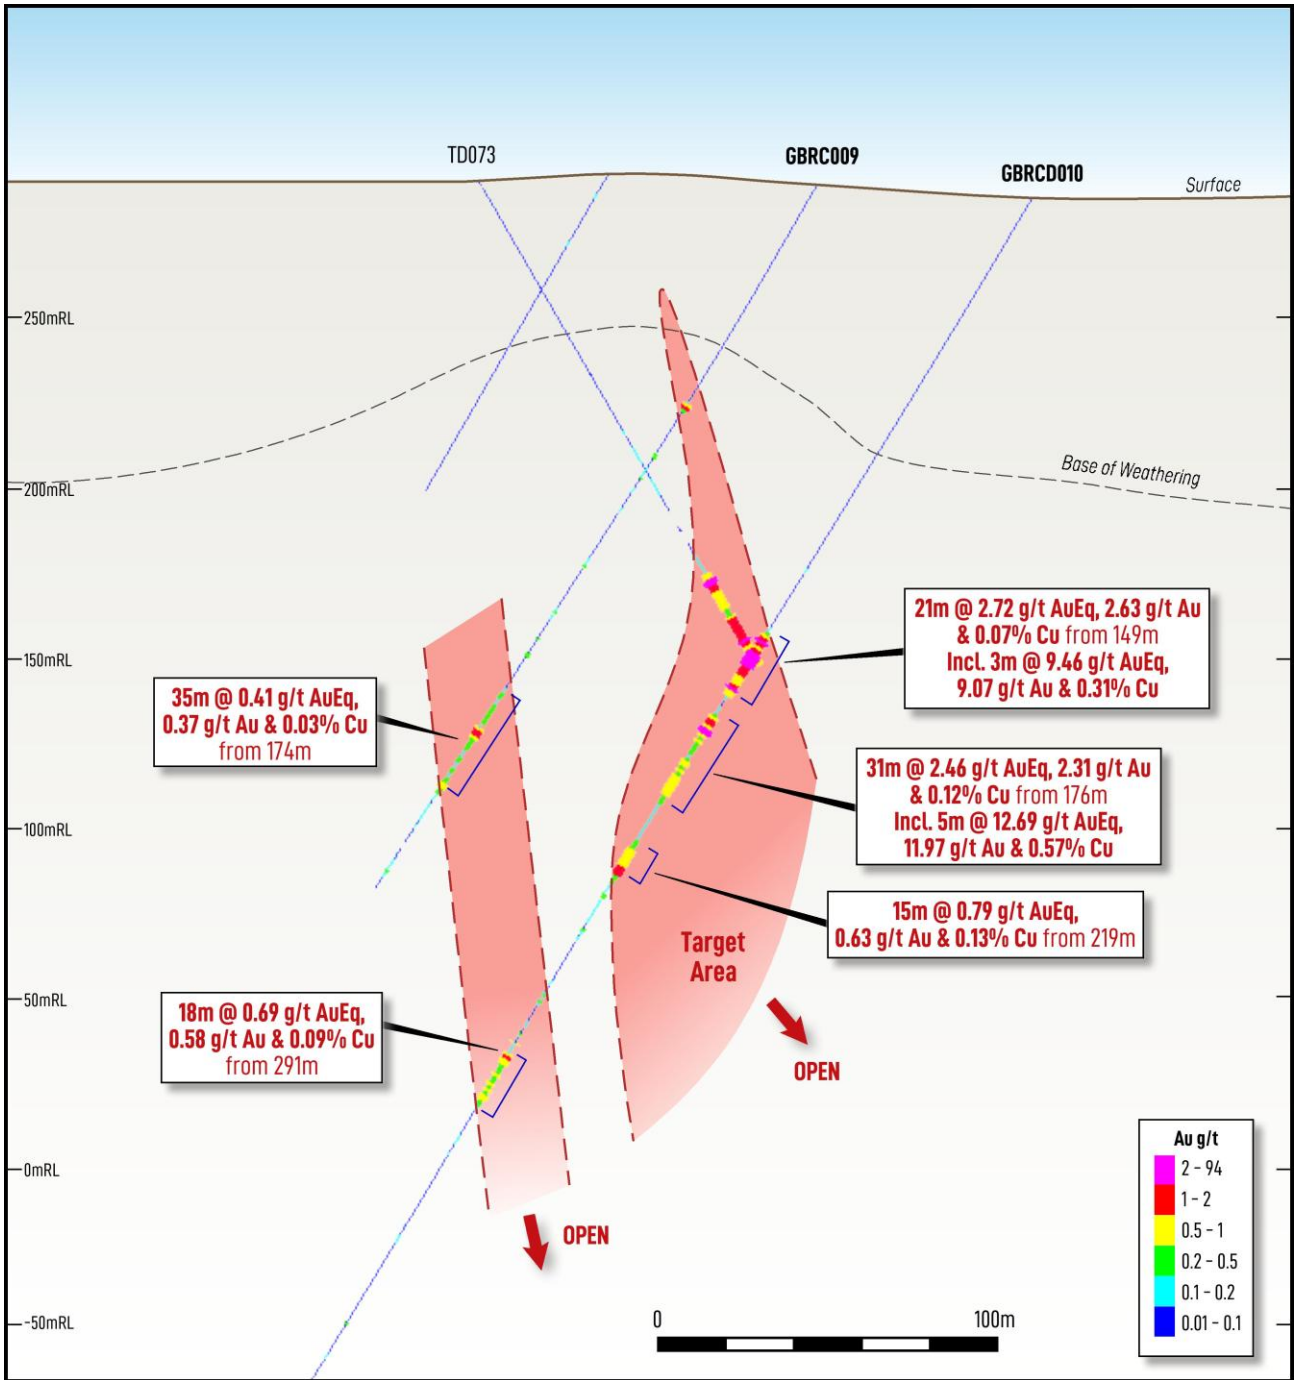 TD073
GBRC009
GBRCD010
Surface
250mRL
Base of Weathering
200mRL
21m @ 2.72 g/t AuEq, 2.63 g/t Au
& 0.07% Cu from 149m
Incl. 3m @ 9.46 g/t AuEq,
9.07 g/t Au & 0.31% Cu
150mRL
35m @ 0.41 g/t AuEq,
0.37 g/t Au & 0.03% Cu
from 174m
31m @ 2.46 g/t AuEq, 2.31 g/t Au
& 0.12% Cu from 176m
Incl. 5m @ 12.69 g/t AuEq,
11.97 g/t Au & 0.57% Cu
100mRL
15m @ 0.79 g/t AuEq,
0.63 g/t Au & 0.13% Cu from 219m
Target
Area
50mRL
18m @ 0.69 g/t AuEq,
0.58 g/t Au & 0.09% Cu
from 291m
OPEN
0mRL
OPEN
-50mRL
0 100m
Au g/t
2 - 94
1 - 2
0.5 - 1
0.2 - 0.5
0.1 - 0.2
0.01 - 0.1